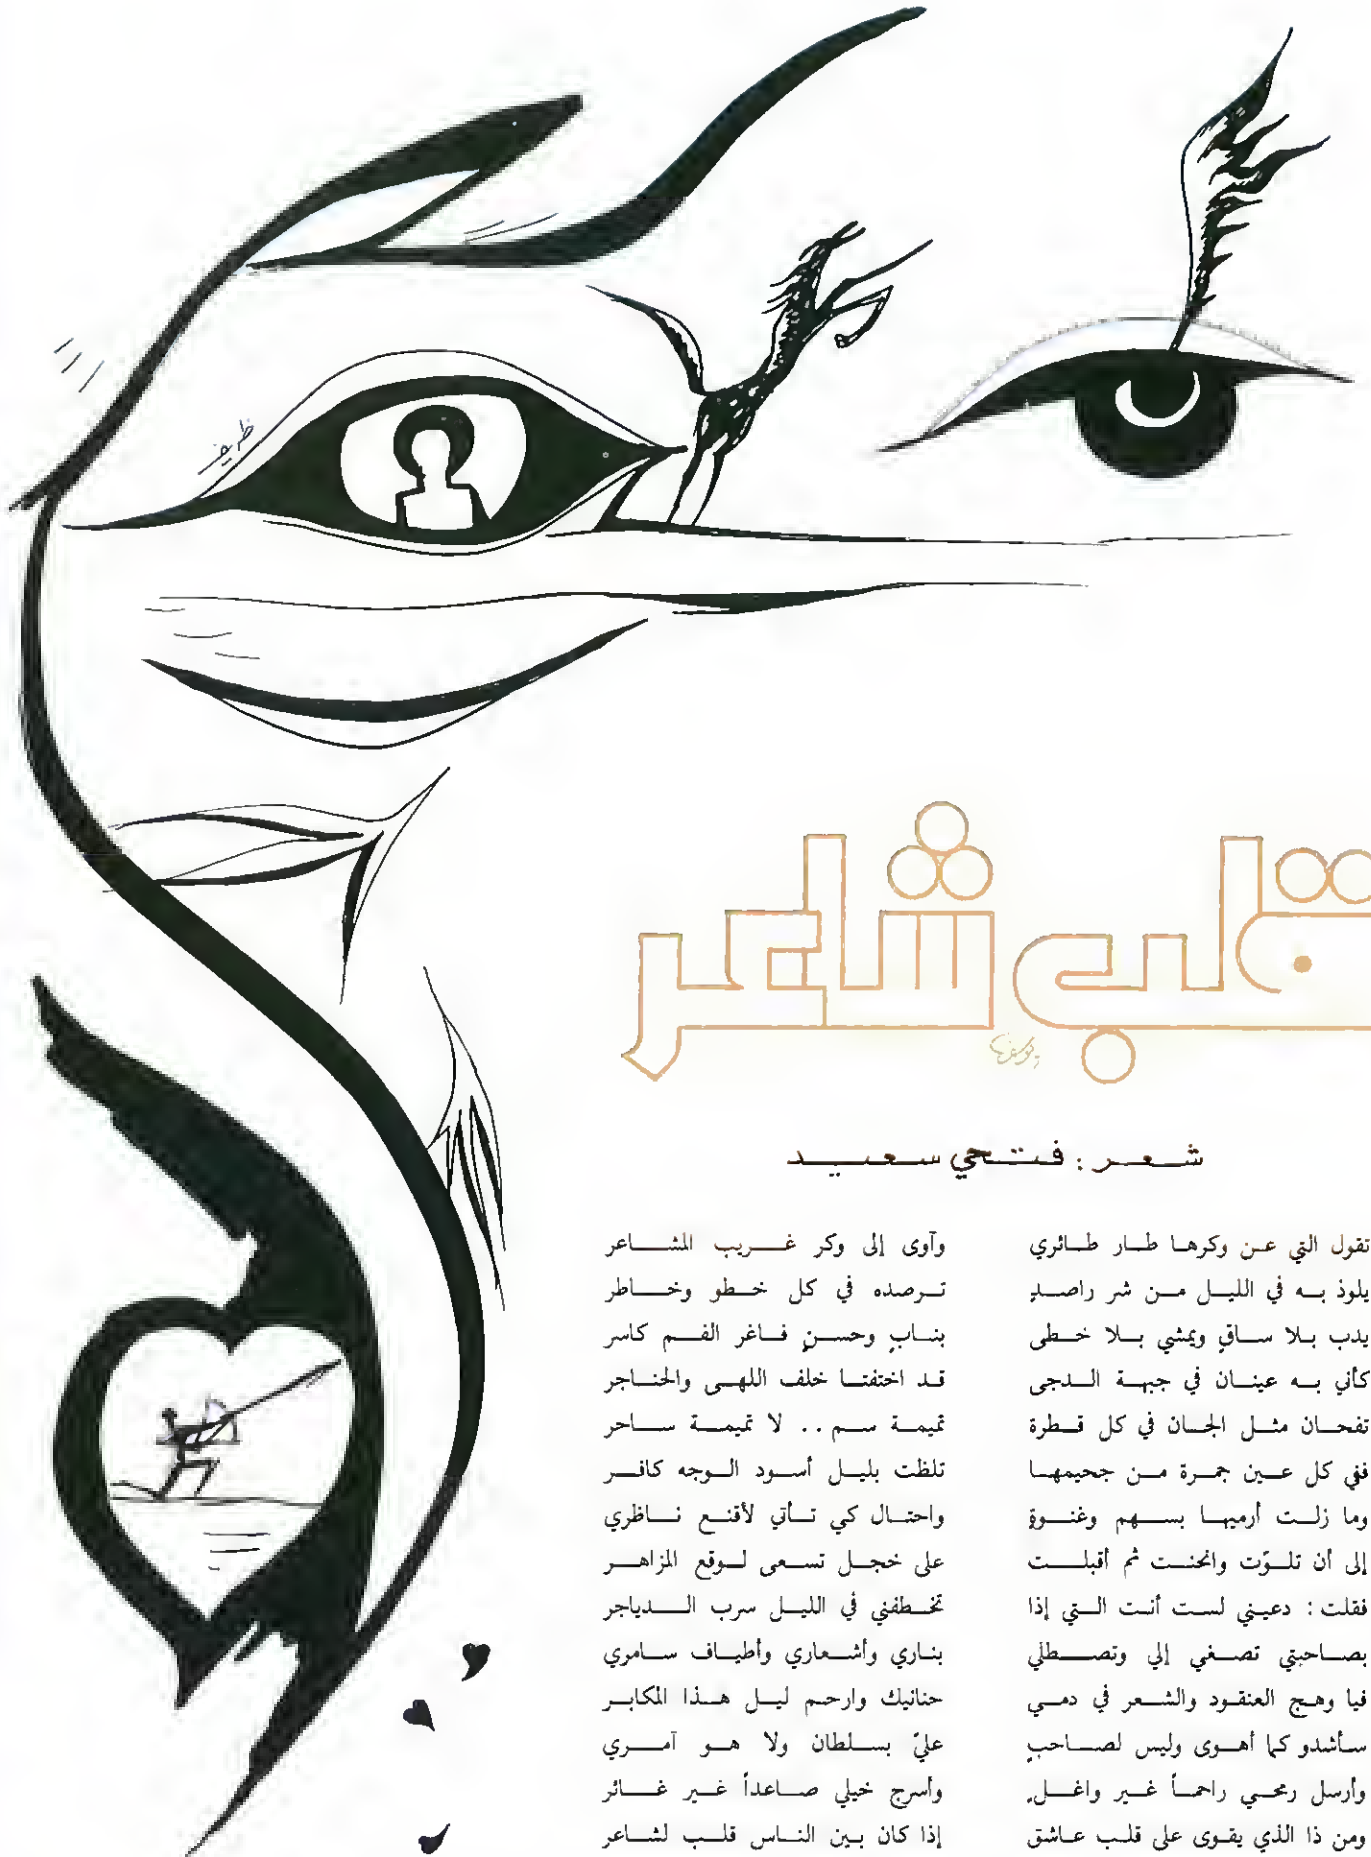 ظريف
قلب شاعر
شعر : فتحي سعيد
تقول التي عن وكرها طار طائري وآوى إلى وكر غريب المشاعر
يلوذ به في الليل من شر راصدٍ ترصده في كل خطو وخاطر
يدب بلا ساقٍ ويمشي بلا خطى بنابٍ وحسنٍ فاغر الفم كاسر
كأني به عينان في جبهة الدجى قد اختفتا خلف اللهى والحناجر
تفحان مثل الجان في كل قطرة تميمة سم .. لا تميمة ساحر
ففي كل عين جمرة من جحيمها تلظت بليل أسود الوجه كافر
وما زلت أرميها بسهم وغنوةٍ واحتال كي تأتي لأقنع ناظري
إلى أن تلوّت وانحنت ثم أقبلت على خجل تسعى لوقع المزاهر
فقلت : دعيني لست أنت التي إذا تخطفني في الليل سرب الدياجر
بصاحبتي تصغي إلي وتصطلي بناري وأشعاري وأطياف سامري
فيا وهج العنقود والشعر في دمي حنانيك وارحم ليل هذا المكابر
سأشدو كما أهوى وليس لصاحبٍ عليّ بسلطان ولا هو آمري
وأرسل رمحي راحماً غير واغلٍ وأسرج خيلي صاعداً غير غائر
ومن ذا الذي يقوى على قلب عاشق إذا كان بين الناس قلب لشاعر